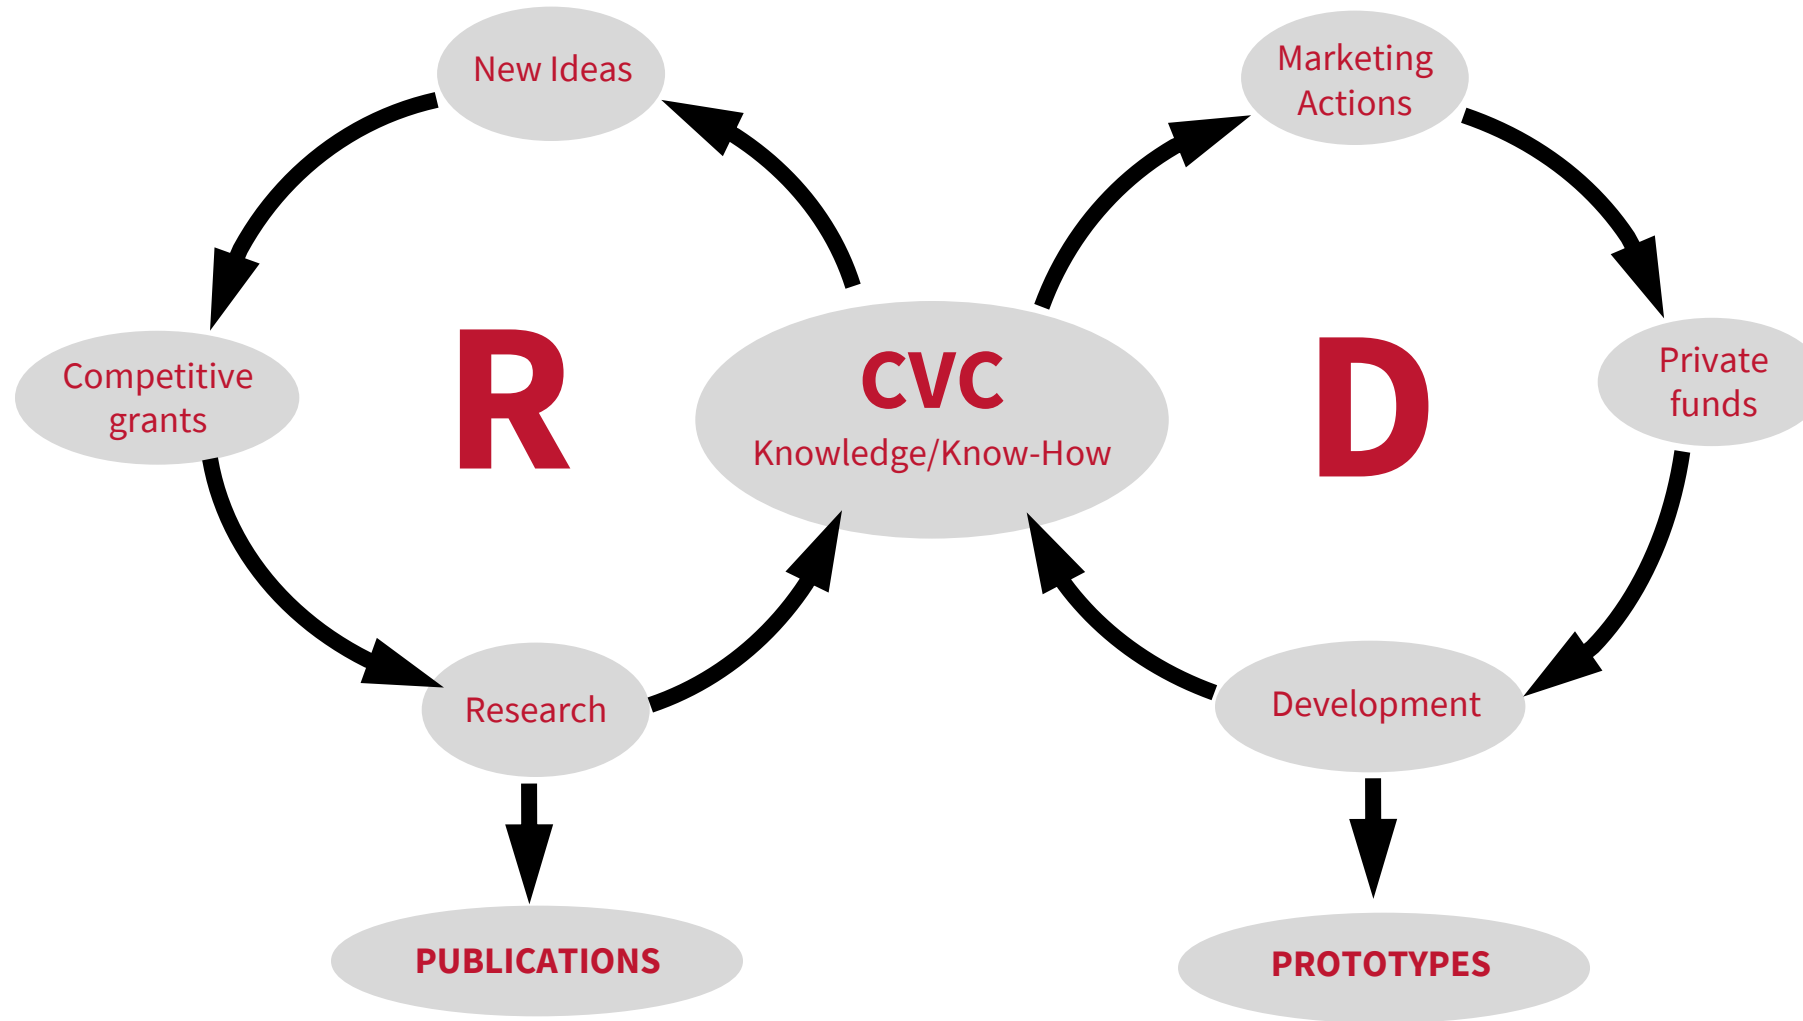 New Ideas
Marketing
Actions
Competitive
grants
R
CVC
Knowledge/Know-How
D
Private
funds
Research
Development
PUBLICATIONS
PROTOTYPES